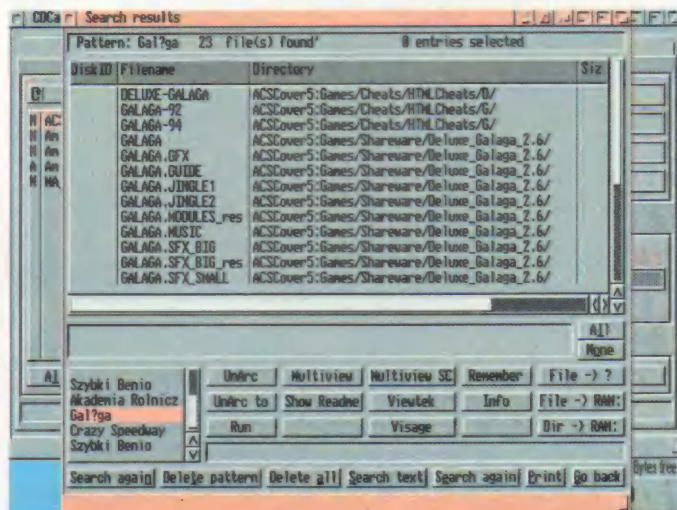 CDCa
Search results
Pattern: Gal?ga 23 file(s) found' 0 entries selected
DiskID Filename Directory Siz
DELUXE-GALAGA ACSCover5:Games/Cheats/HTMLCheats/D/
GALAGA-92 ACSCover5:Games/Cheats/HTMLCheats/G/
GALAGA-94 ACSCover5:Games/Cheats/HTMLCheats/G/
GALAGA ACSCover5:Games/Shareware/Deluxe_Galaga_2.6/
GALAGA.GFX ACSCover5:Games/Shareware/Deluxe_Galaga_2.6/
GALAGA.GUIDE ACSCover5:Games/Shareware/Deluxe_Galaga_2.6/
GALAGA.JINGLE1 ACSCover5:Games/Shareware/Deluxe_Galaga_2.6/
GALAGA.JINGLE2 ACSCover5:Games/Shareware/Deluxe_Galaga_2.6/
GALAGA.MODULES_res ACSCover5:Games/Shareware/Deluxe_Galaga_2.6/
GALAGA.MUSIC ACSCover5:Games/Shareware/Deluxe_Galaga_2.6/
GALAGA.SFX_BIG ACSCover5:Games/Shareware/Deluxe_Galaga_2.6/
GALAGA.SFX_BIG_res ACSCover5:Games/Shareware/Deluxe_Galaga_2.6/
GALAGA.SFX_SMALL ACSCover5:Games/Shareware/Deluxe_Galaga_2.6/
N AC
N Am
N Am
A Am
All
None
Szybki Benio
Akademia Rolnicz
Gal?ga
Crazy Speedway
Szybki Benio
UnArc Multiview Multiview SC Remember File -> ?
UnArc to Show Readme Viewtek Info File -> RAM:
Run Visage Dir -> RAM:
Search again Delete pattern Delete all Search text Search again Print Go back
Bytes free